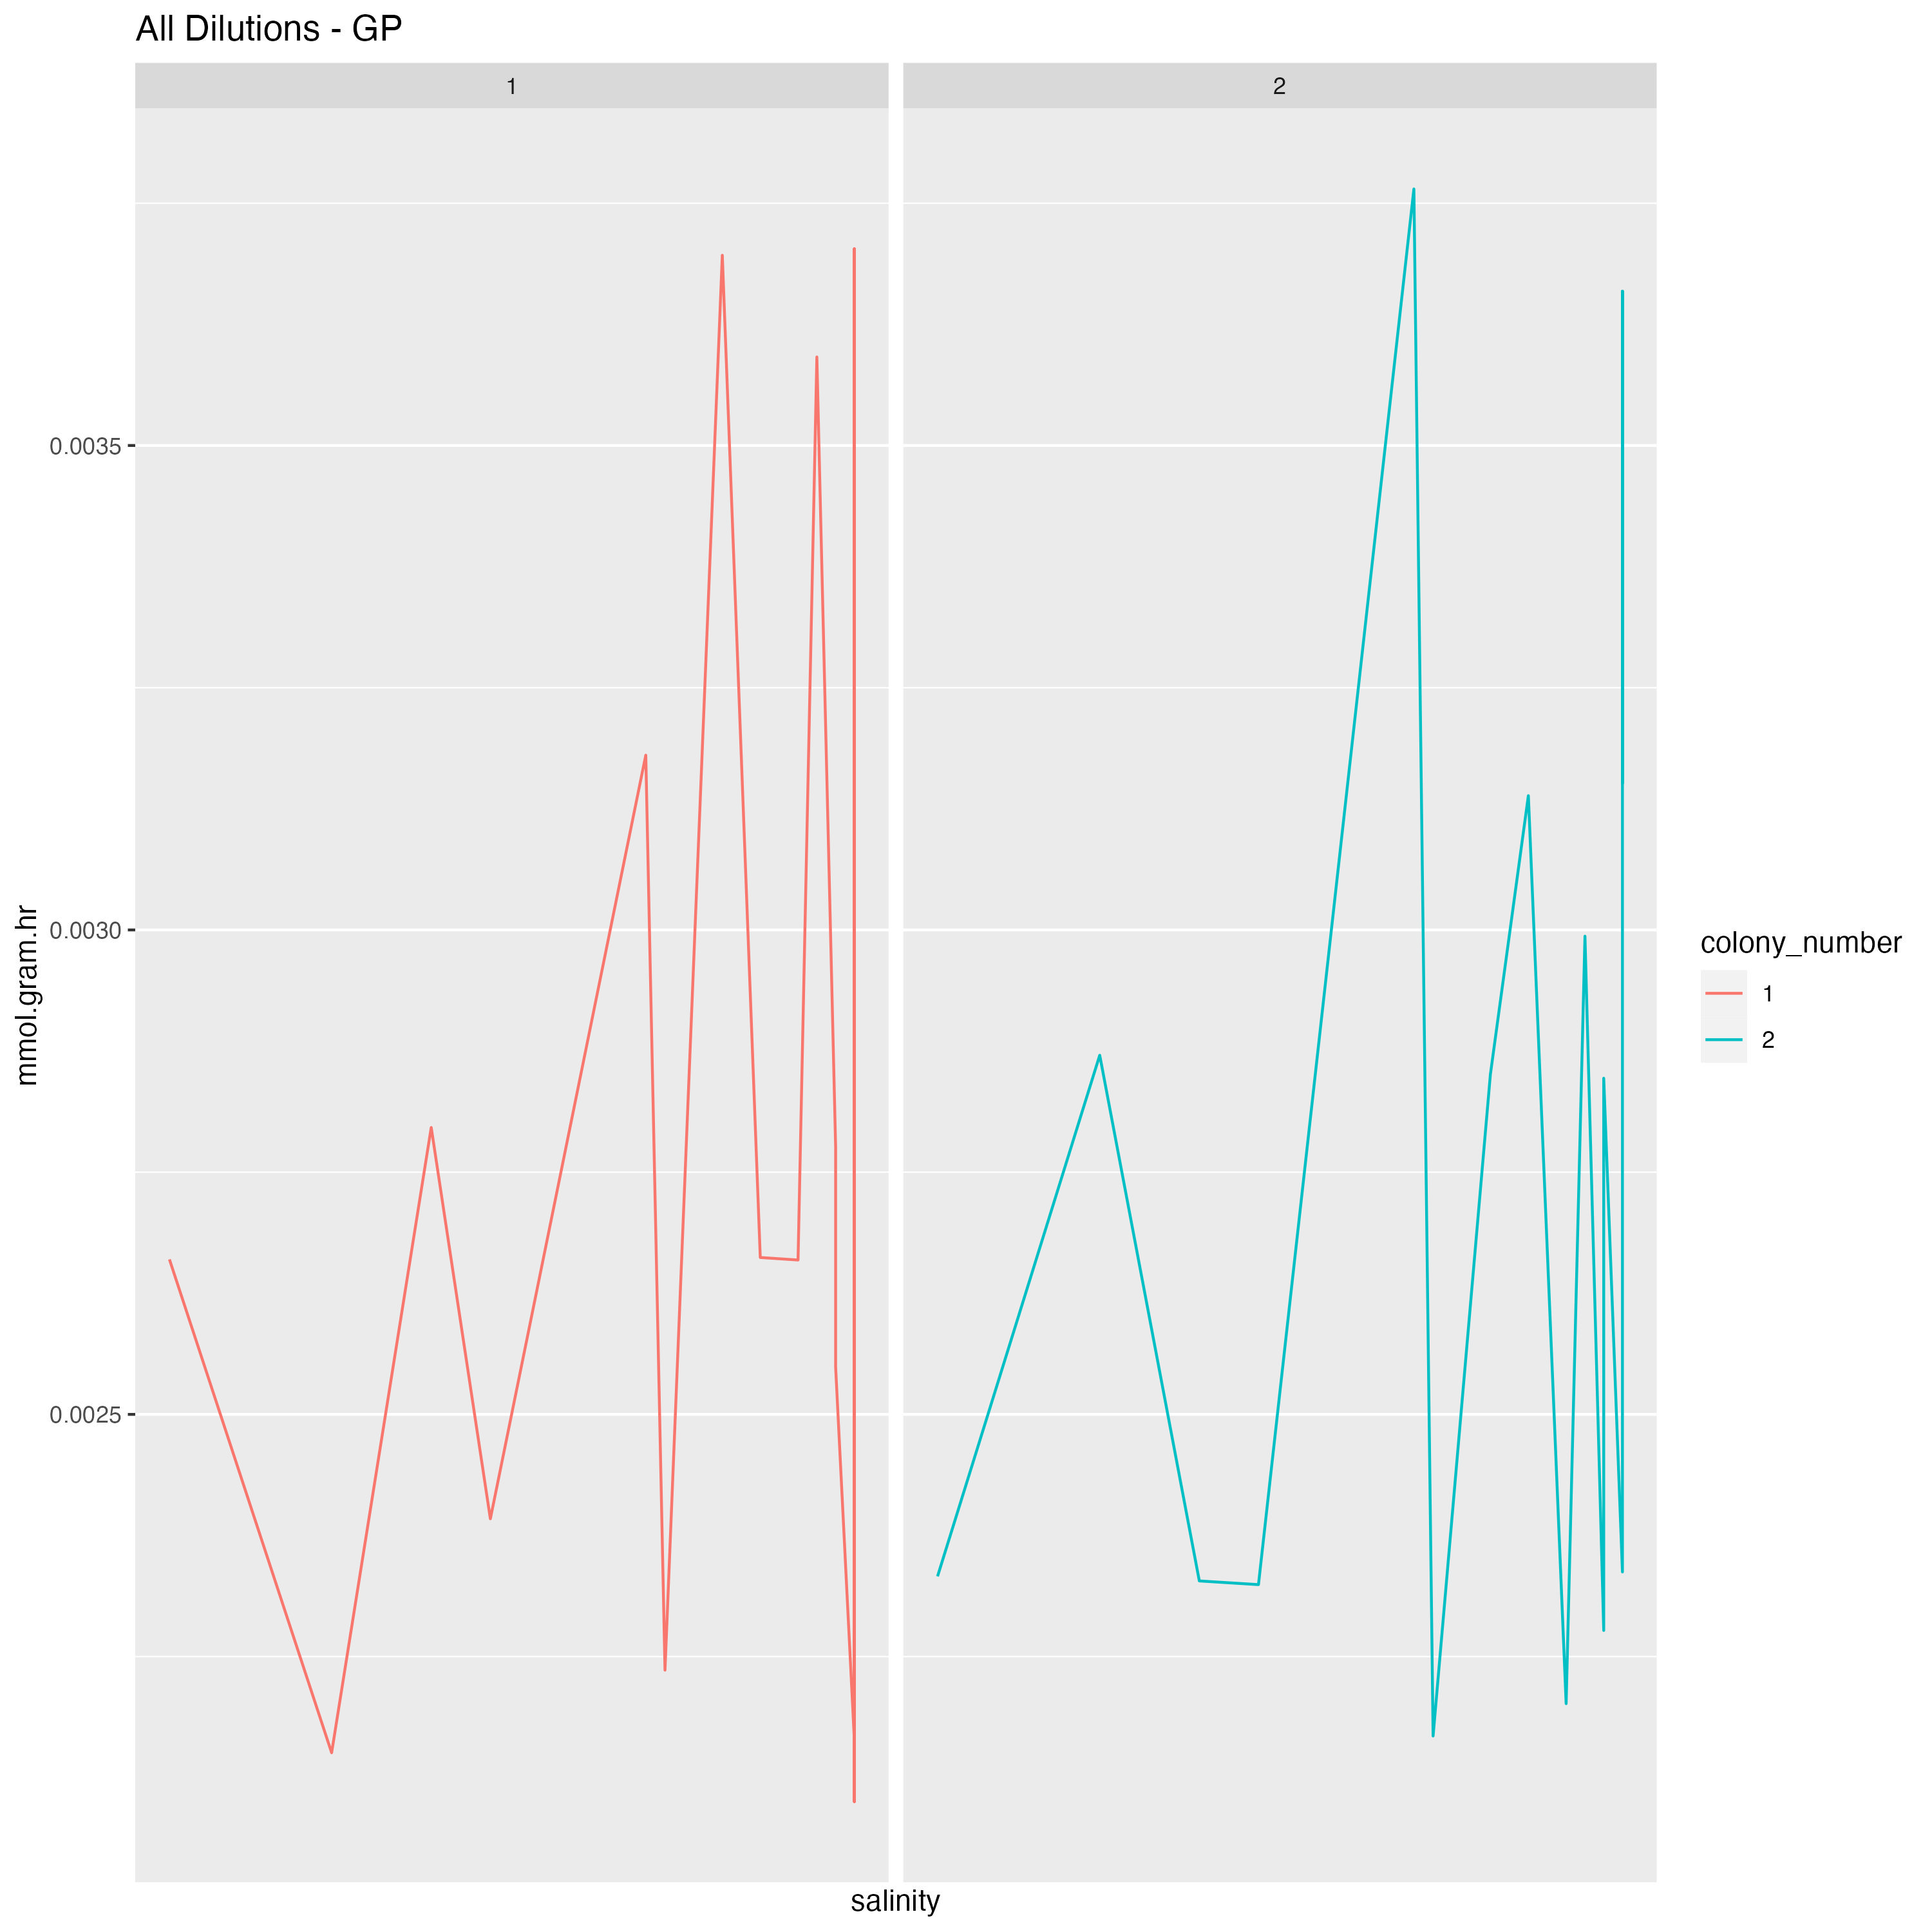 All Dilutions - GP
1
2
0.0035
0.0030
0.0025
mmol.gram.hr
salinity
colony_number
1
2